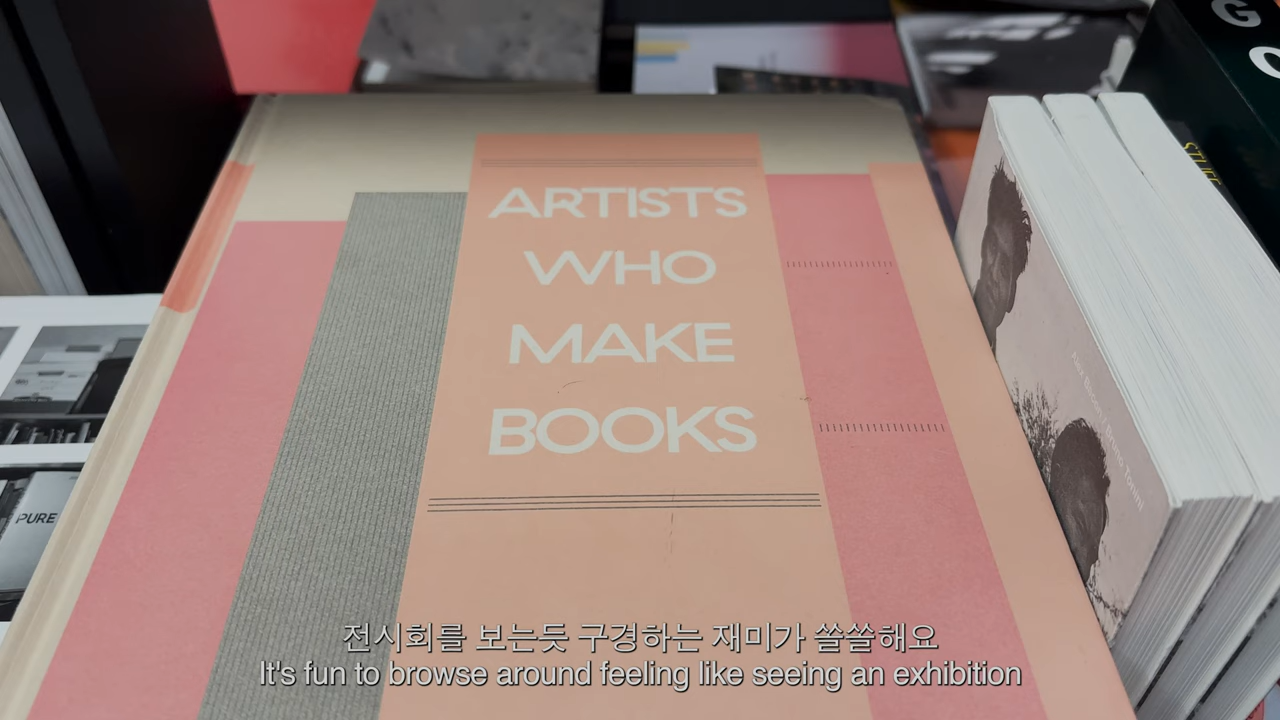 G
STUFF
ARTISTS
WHO
MAKE
BOOKS
PURE
전시회를 보는듯 구경하는 재미가 쏠쏠해요
It's fun to browse around feeling like seeing an exhibition